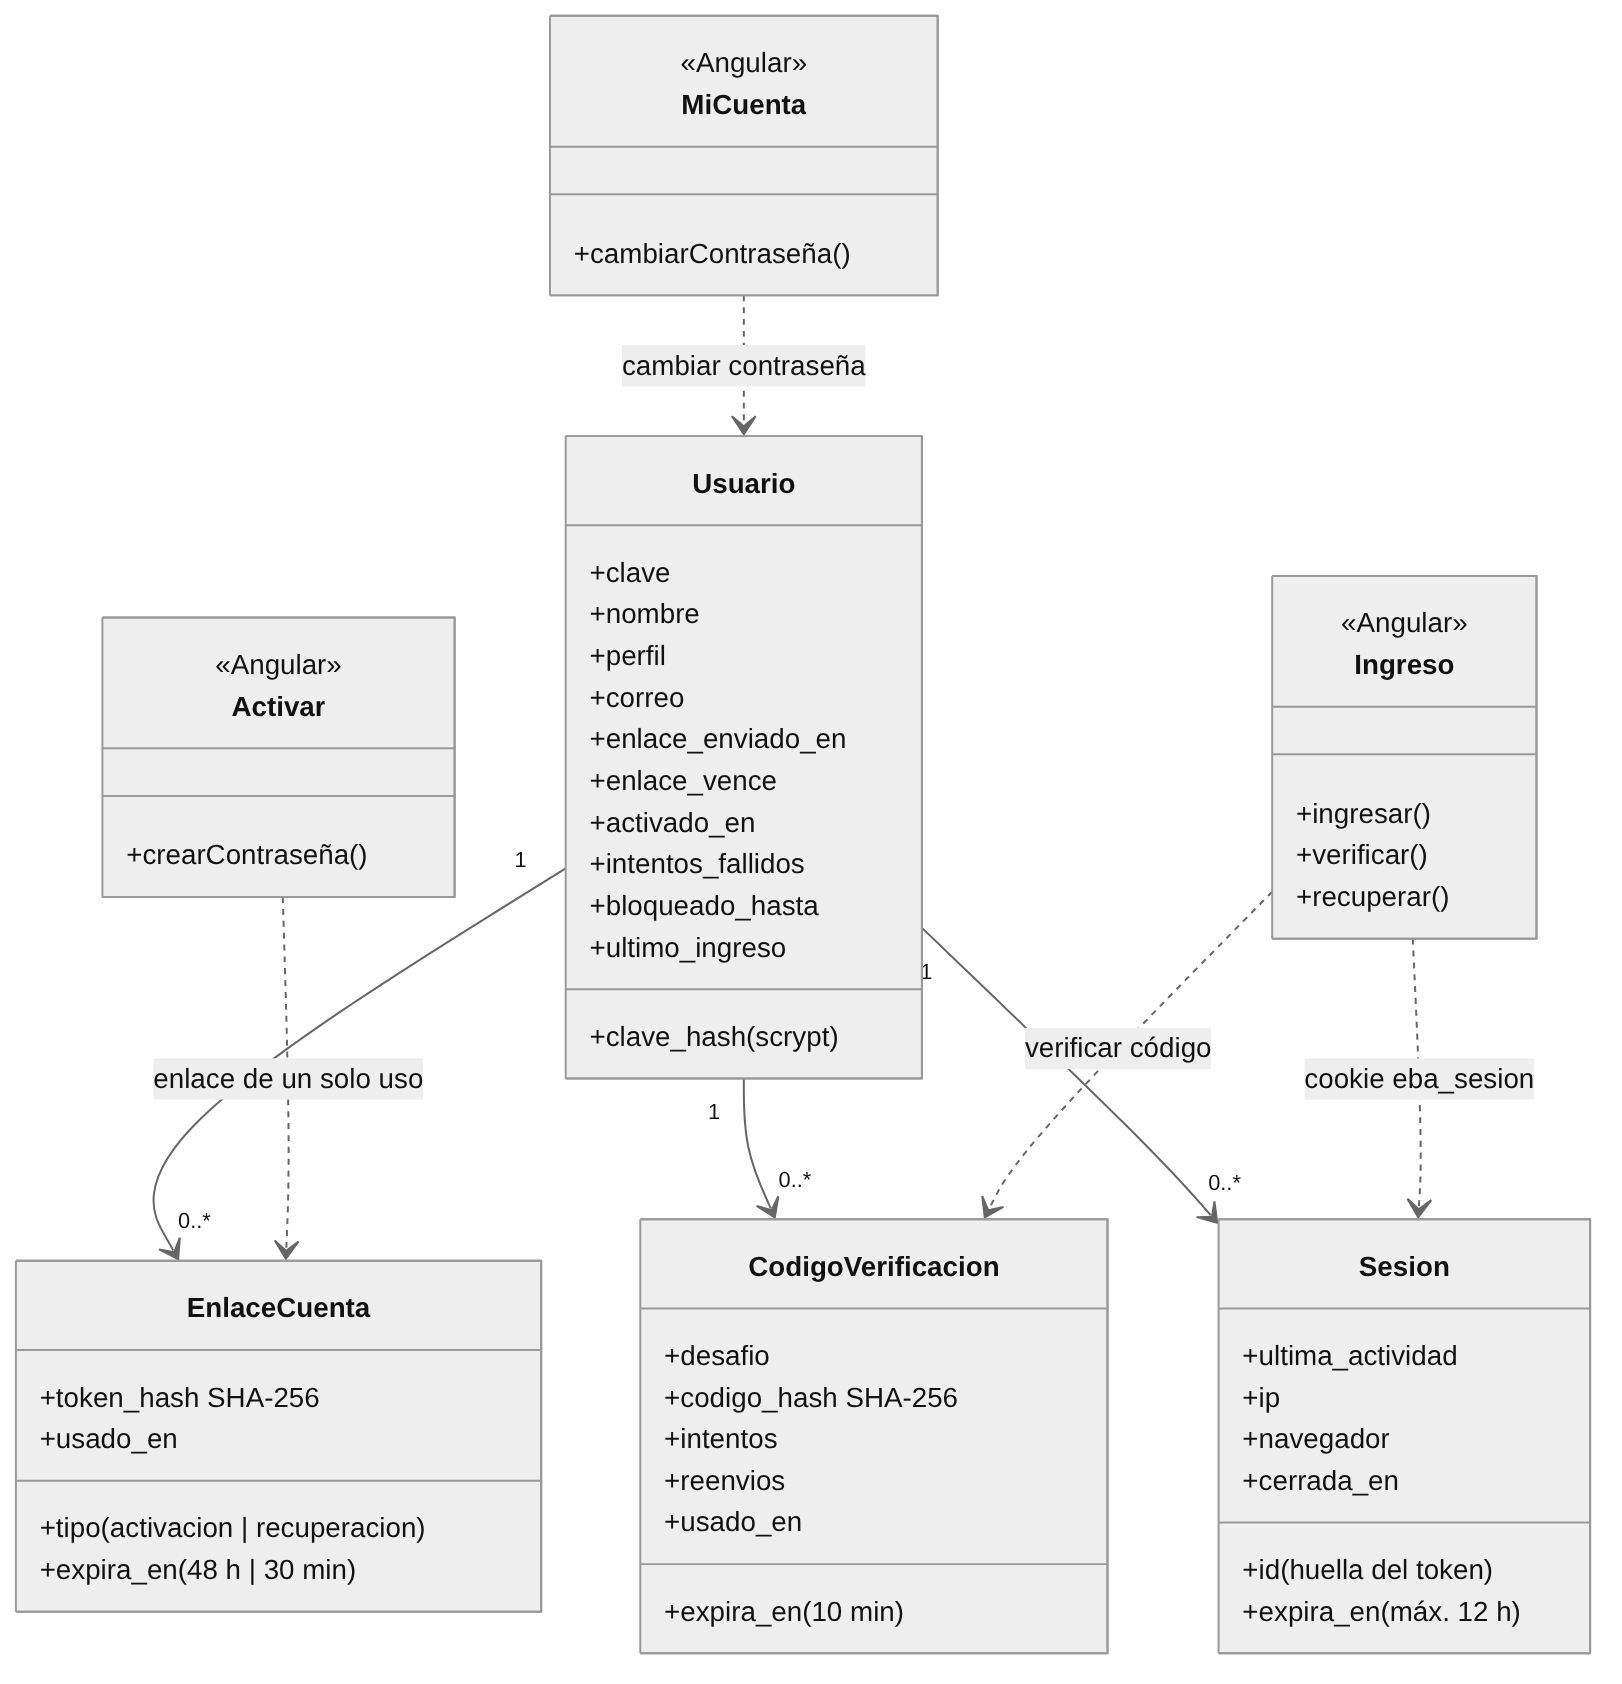 «Angular»
MiCuenta
+cambiarContraseña()
cambiar contraseña
Usuario
+clave
+nombre
+perfil
+correo
+enlace_enviado_en
+enlace_vence
+activado_en
+intentos_fallidos
+bloqueado_hasta
+ultimo_ingreso
+clave_hash(scrypt)
«Angular»
Activar
+crearContraseña()
«Angular»
Ingreso
+ingresar()
+verificar()
+recuperar()
1
1
1
enlace de un solo uso
verificar código
cookie eba_sesion
0..*
0..*
0..*
EnlaceCuenta
+token_hash SHA-256
+usado_en
+tipo(activacion | recuperacion)
+expira_en(48 h | 30 min)
CodigoVerificacion
+desafio
+codigo_hash SHA-256
+intentos
+reenvios
+usado_en
+expira_en(10 min)
Sesion
+ultima_actividad
+ip
+navegador
+cerrada_en
+id(huella del token)
+expira_en(máx. 12 h)